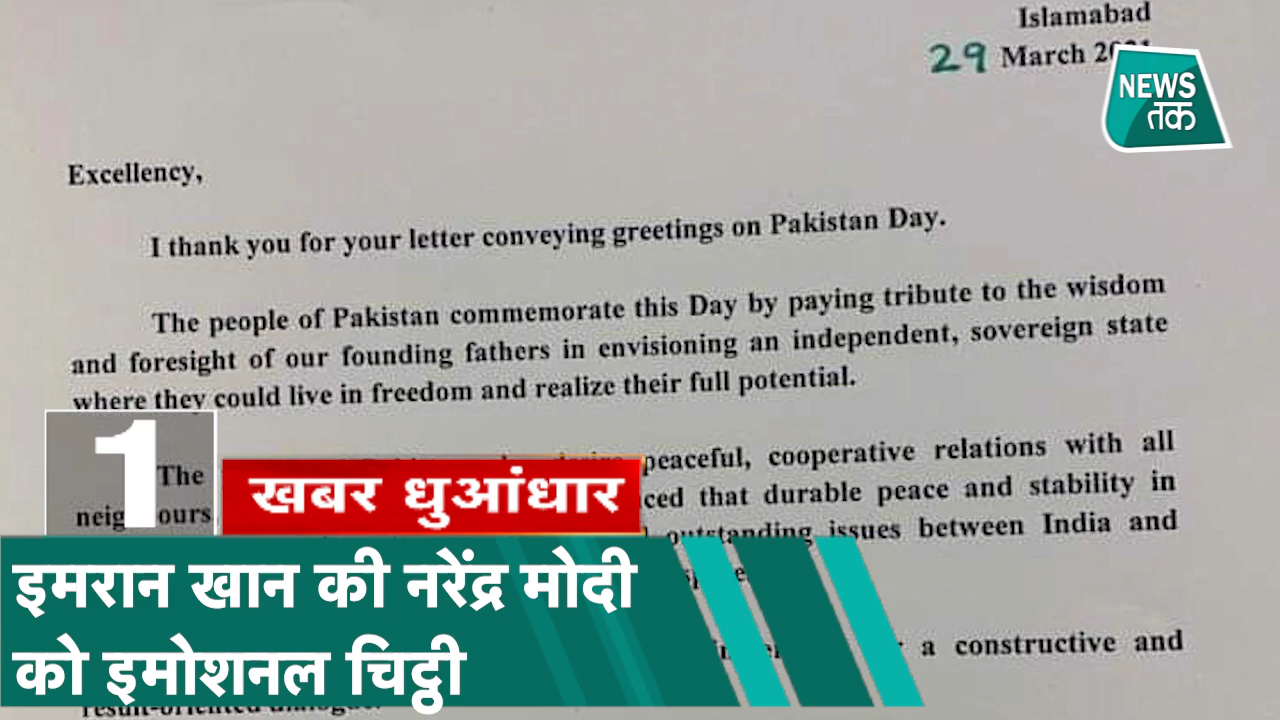 Islamabad
29 March
NEWS
तक
Excellency,
I thank you for your letter conveying greetings on Pakistan Day.
The people of Pakistan commemorate this Day by paying tribute to the wisdom
and foresight of our founding fathers in envisioning an independent, sovereign state
where they could live in freedom and realize their full potential.
The peaceful, cooperative relations with all
that durable peace and stability in
outstanding issues between India and
a constructive and
result-oriented dialogue.
1
खबर धुआंधार
इमरान खान की नरेंद्र मोदी
को इमोशनल चिट्ठी